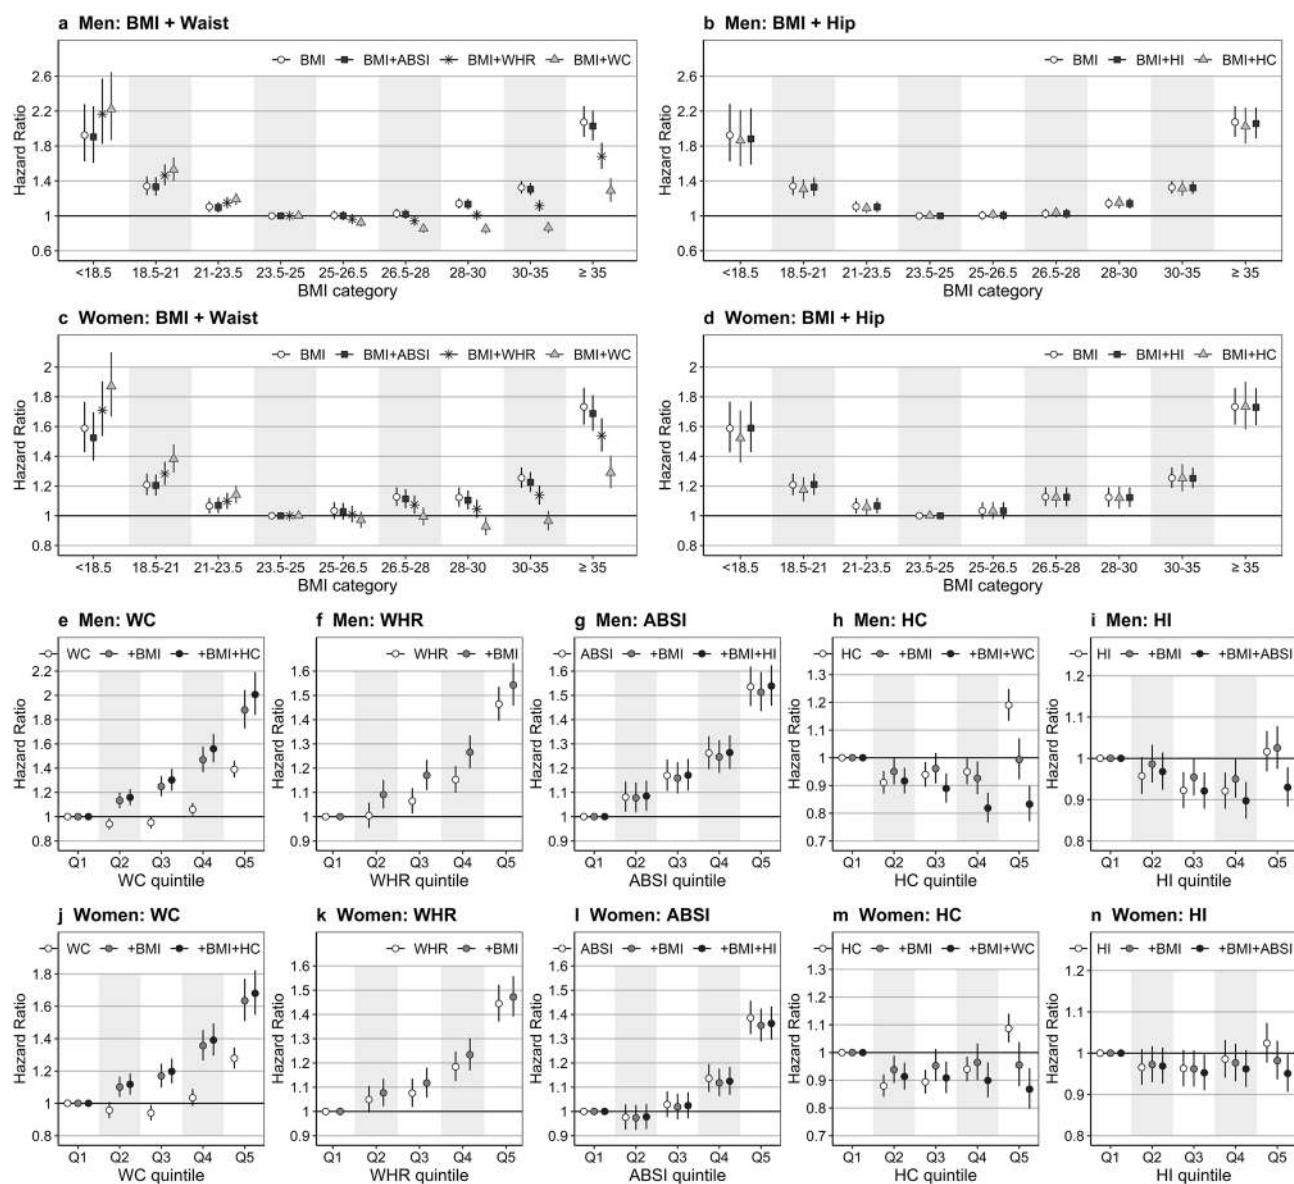 a Men: BMI + Waist
BMI BMI+ABSI BMI+WHR BMI+WC
Hazard Ratio
2.6
2.2
1.8
1.4
1
0.6
<18.5 18.5-21 21-23.5 23.5-25 25-26.5 26.5-28 28-30 30-35 ≥ 35
BMI category
b Men: BMI + Hip
BMI BMI+HI BMI+HC
Hazard Ratio
2.6
2.2
1.8
1.4
1
0.6
<18.5 18.5-21 21-23.5 23.5-25 25-26.5 26.5-28 28-30 30-35 ≥ 35
BMI category
c Women: BMI + Waist
BMI BMI+ABSI BMI+WHR BMI+WC
Hazard Ratio
2
1.8
1.6
1.4
1.2
1
0.8
<18.5 18.5-21 21-23.5 23.5-25 25-26.5 26.5-28 28-30 30-35 ≥ 35
BMI category
d Women: BMI + Hip
BMI BMI+HI BMI+HC
Hazard Ratio
2
1.8
1.6
1.4
1.2
1
0.8
<18.5 18.5-21 21-23.5 23.5-25 25-26.5 26.5-28 28-30 30-35 ≥ 35
BMI category
e Men: WC
WC +BMI +BMI+HC
Hazard Ratio
2.2
2
1.8
1.6
1.4
1.2
1
0.8
Q1 Q2 Q3 Q4 Q5
WC quintile
f Men: WHR
WHR +BMI
Hazard Ratio
1.6
1.5
1.4
1.3
1.2
1.1
1
0.9
Q1 Q2 Q3 Q4 Q5
WHR quintile
g Men: ABSI
ABSI +BMI +BMI+HI
Hazard Ratio
1.6
1.5
1.4
1.3
1.2
1.1
1
0.9
Q1 Q2 Q3 Q4 Q5
ABSI quintile
h Men: HC
HC +BMI +BMI+WC
Hazard Ratio
1.3
1.2
1.1
1
0.9
0.8
0.7
Q1 Q2 Q3 Q4 Q5
HC quintile
i Men: HI
HI +BMI +BMI+ABSI
Hazard Ratio
1.2
1.1
1
0.9
0.8
Q1 Q2 Q3 Q4 Q5
HI quintile
j Women: WC
WC +BMI +BMI+HC
Hazard Ratio
1.8
1.6
1.4
1.2
1
0.8
Q1 Q2 Q3 Q4 Q5
WC quintile
k Women: WHR
WHR +BMI
Hazard Ratio
1.6
1.5
1.4
1.3
1.2
1.1
1
0.9
Q1 Q2 Q3 Q4 Q5
WHR quintile
l Women: ABSI
ABSI +BMI +BMI+HI
Hazard Ratio
1.6
1.5
1.4
1.3
1.2
1.1
1
0.9
Q1 Q2 Q3 Q4 Q5
ABSI quintile
m Women: HC
HC +BMI +BMI+WC
Hazard Ratio
1.3
1.2
1.1
1
0.9
0.8
0.7
Q1 Q2 Q3 Q4 Q5
HC quintile
n Women: HI
HI +BMI +BMI+ABSI
Hazard Ratio
1.2
1.1
1
0.9
0.8
Q1 Q2 Q3 Q4 Q5
HI quintile